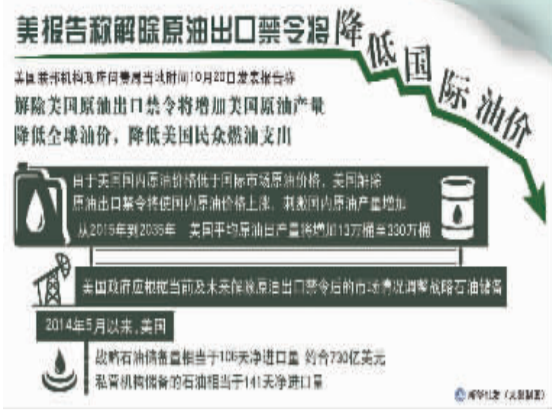 美报告称解除原油出口禁令将降低国际油价
美国联邦机构政府问责局当地时间10月20日发表报告称
解除美国原油出口禁令将增加美国原油产量
降低全球油价，降低美国民众燃油支出
由于美国国内原油价格低于国际市场原油价格，美国解除
原油出口禁令将使国内原油价格上涨，刺激国内原油产量增加
从2015年到2035年 美国平均原油日产量将增加13万桶至330万桶
美国政府应根据当前及未来解除原油出口禁令后的市场情况调整战略石油储备
2014年5月以来，美国
战略石油储备量相当于106天净进口量 约合730亿美元
私营机构储备的石油相当于141天净进口量
新华社发